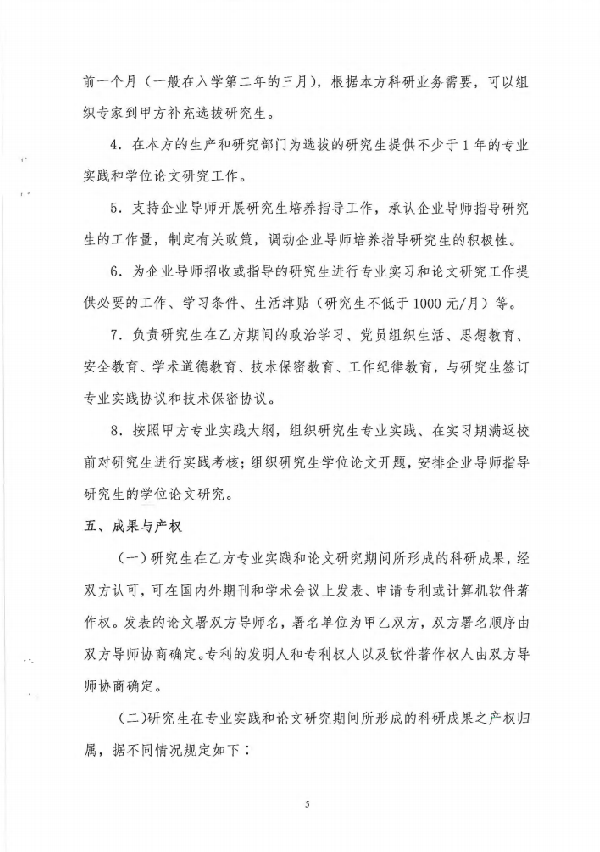 前一个月（一般在入学第二年的三月），根据本方科研业务需要，可以组
织专家到甲方补充选拔研究生。
4．在本方的生产和研究部门为选拔的研究生提供不少于 1 年的专业
实践和学位论文研究工作。
5．支持企业导师开展研究生培养指导工作，承认企业导师指导研究
生的工作量，制定有关政策，调动企业导师培养指导研究生的积极性。
6．为企业导师招收或指导的研究生进行专业实习和论文研究工作提
供必要的工作、学习条件、生活津贴（研究生不低于 1000 元/月）等。
7．负责研究生在乙方期间的政治学习、党员组织生活、思想教育、
安全教育、学术道德教育、技术保密教育、工作纪律教育，与研究生签订
专业实践协议和技术保密协议。
8．按照甲方专业实践大纲，组织研究生专业实践、在实习期满返校
前对研究生进行实践考核；组织研究生学位论文开题，安排企业导师指导
研究生的学位论文研究。
五、成果与产权
（一）研究生在乙方专业实践和论文研究期间所形成的科研成果，经
双方认可，可在国内外期刊和学术会议上发表、申请专利或计算机软件著
作权。发表的论文署双方导师名，署名单位为甲乙双方，双方署名顺序由
双方导师协商确定。专利的发明人和专利权人以及软件著作权人由双方导
师协商确定。
（二）研究生在专业实践和论文研究期间所形成的科研成果之产权归
属，据不同情况规定如下：
5